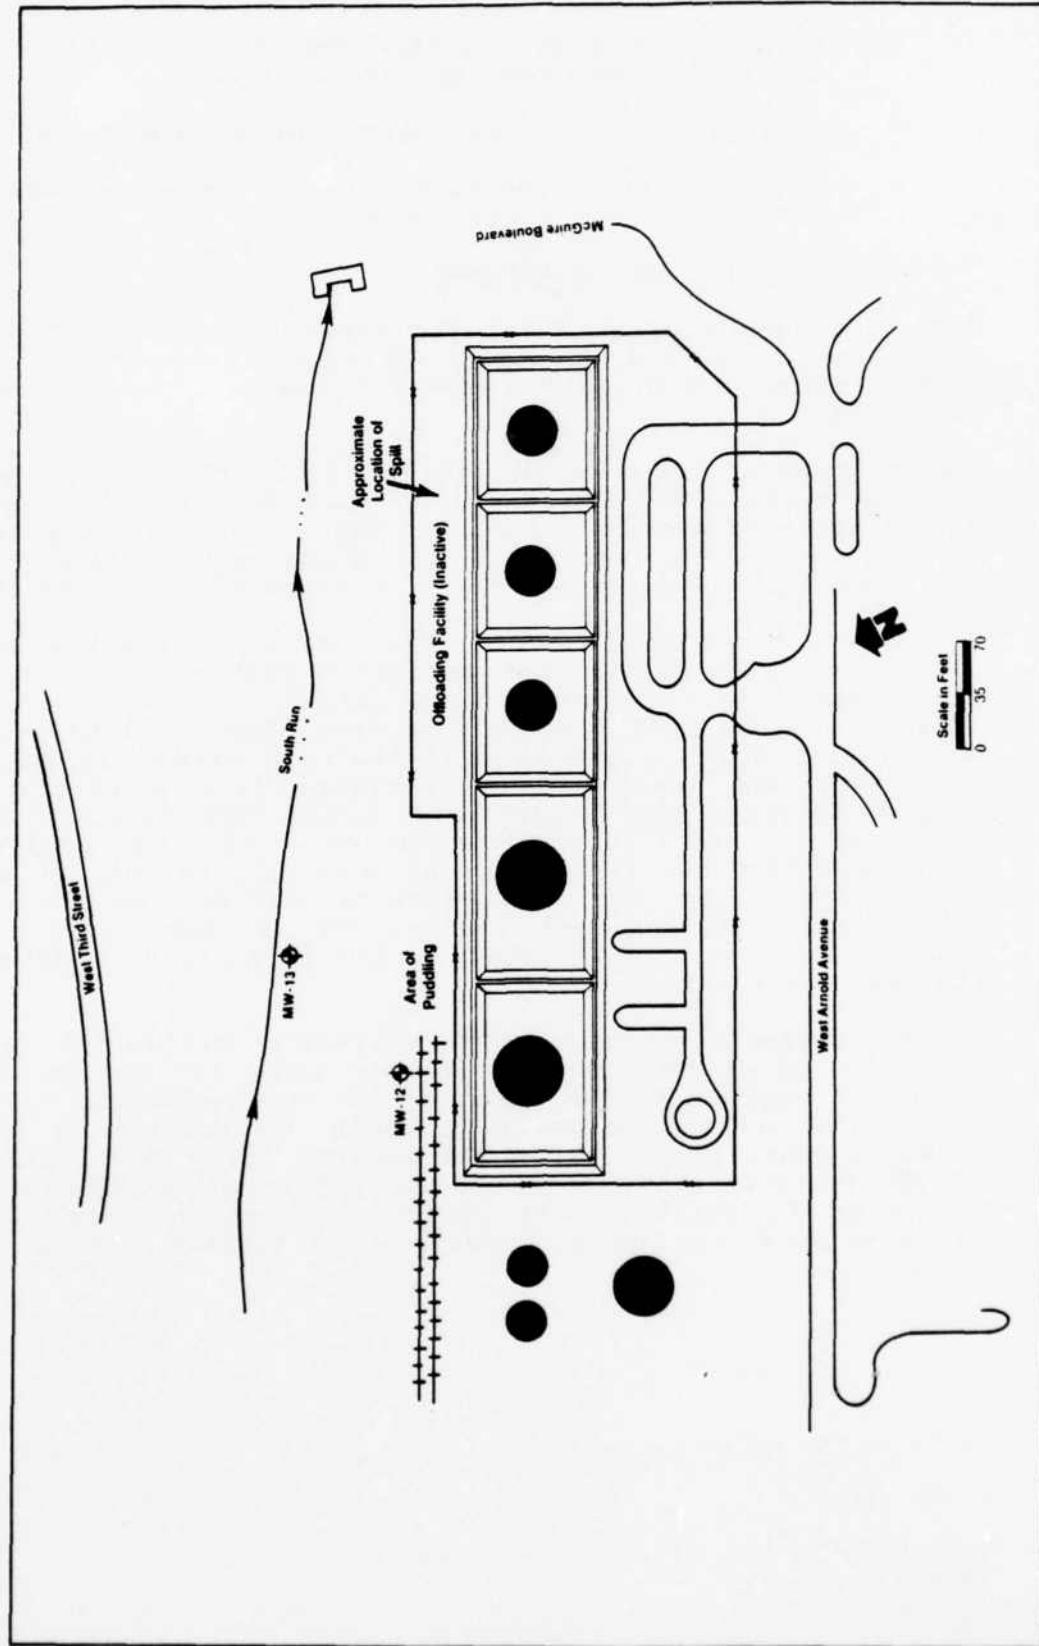 West Third Street
South Run
MW-13
MW-12
Area of
Puddling
Approximate
Location of
Spill
Offloading Facility (Inactive)
McGuire Boulevard
West Arnold Avenue
N
Scale in Feet
0 35 70